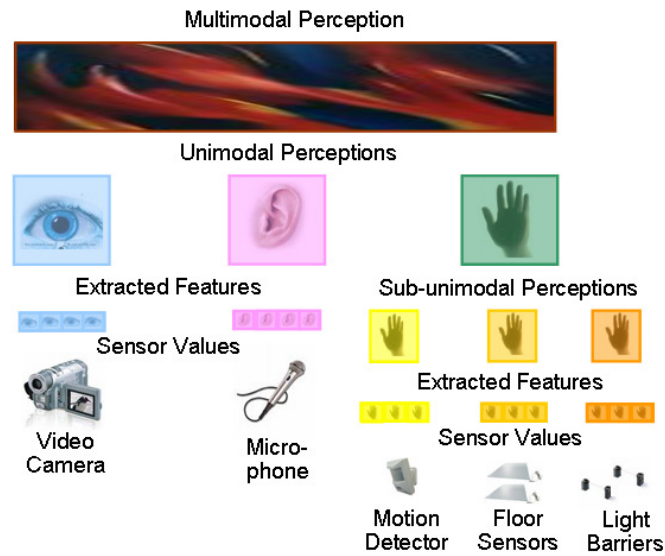 Multimodal Perception
Unimodal Perceptions
Extracted Features
Sub-unimodal Perceptions
Sensor Values
Extracted Features
Video
Camera
Micro-
phone
Sensor Values
Motion
Detector
Floor
Sensors
Light
Barriers